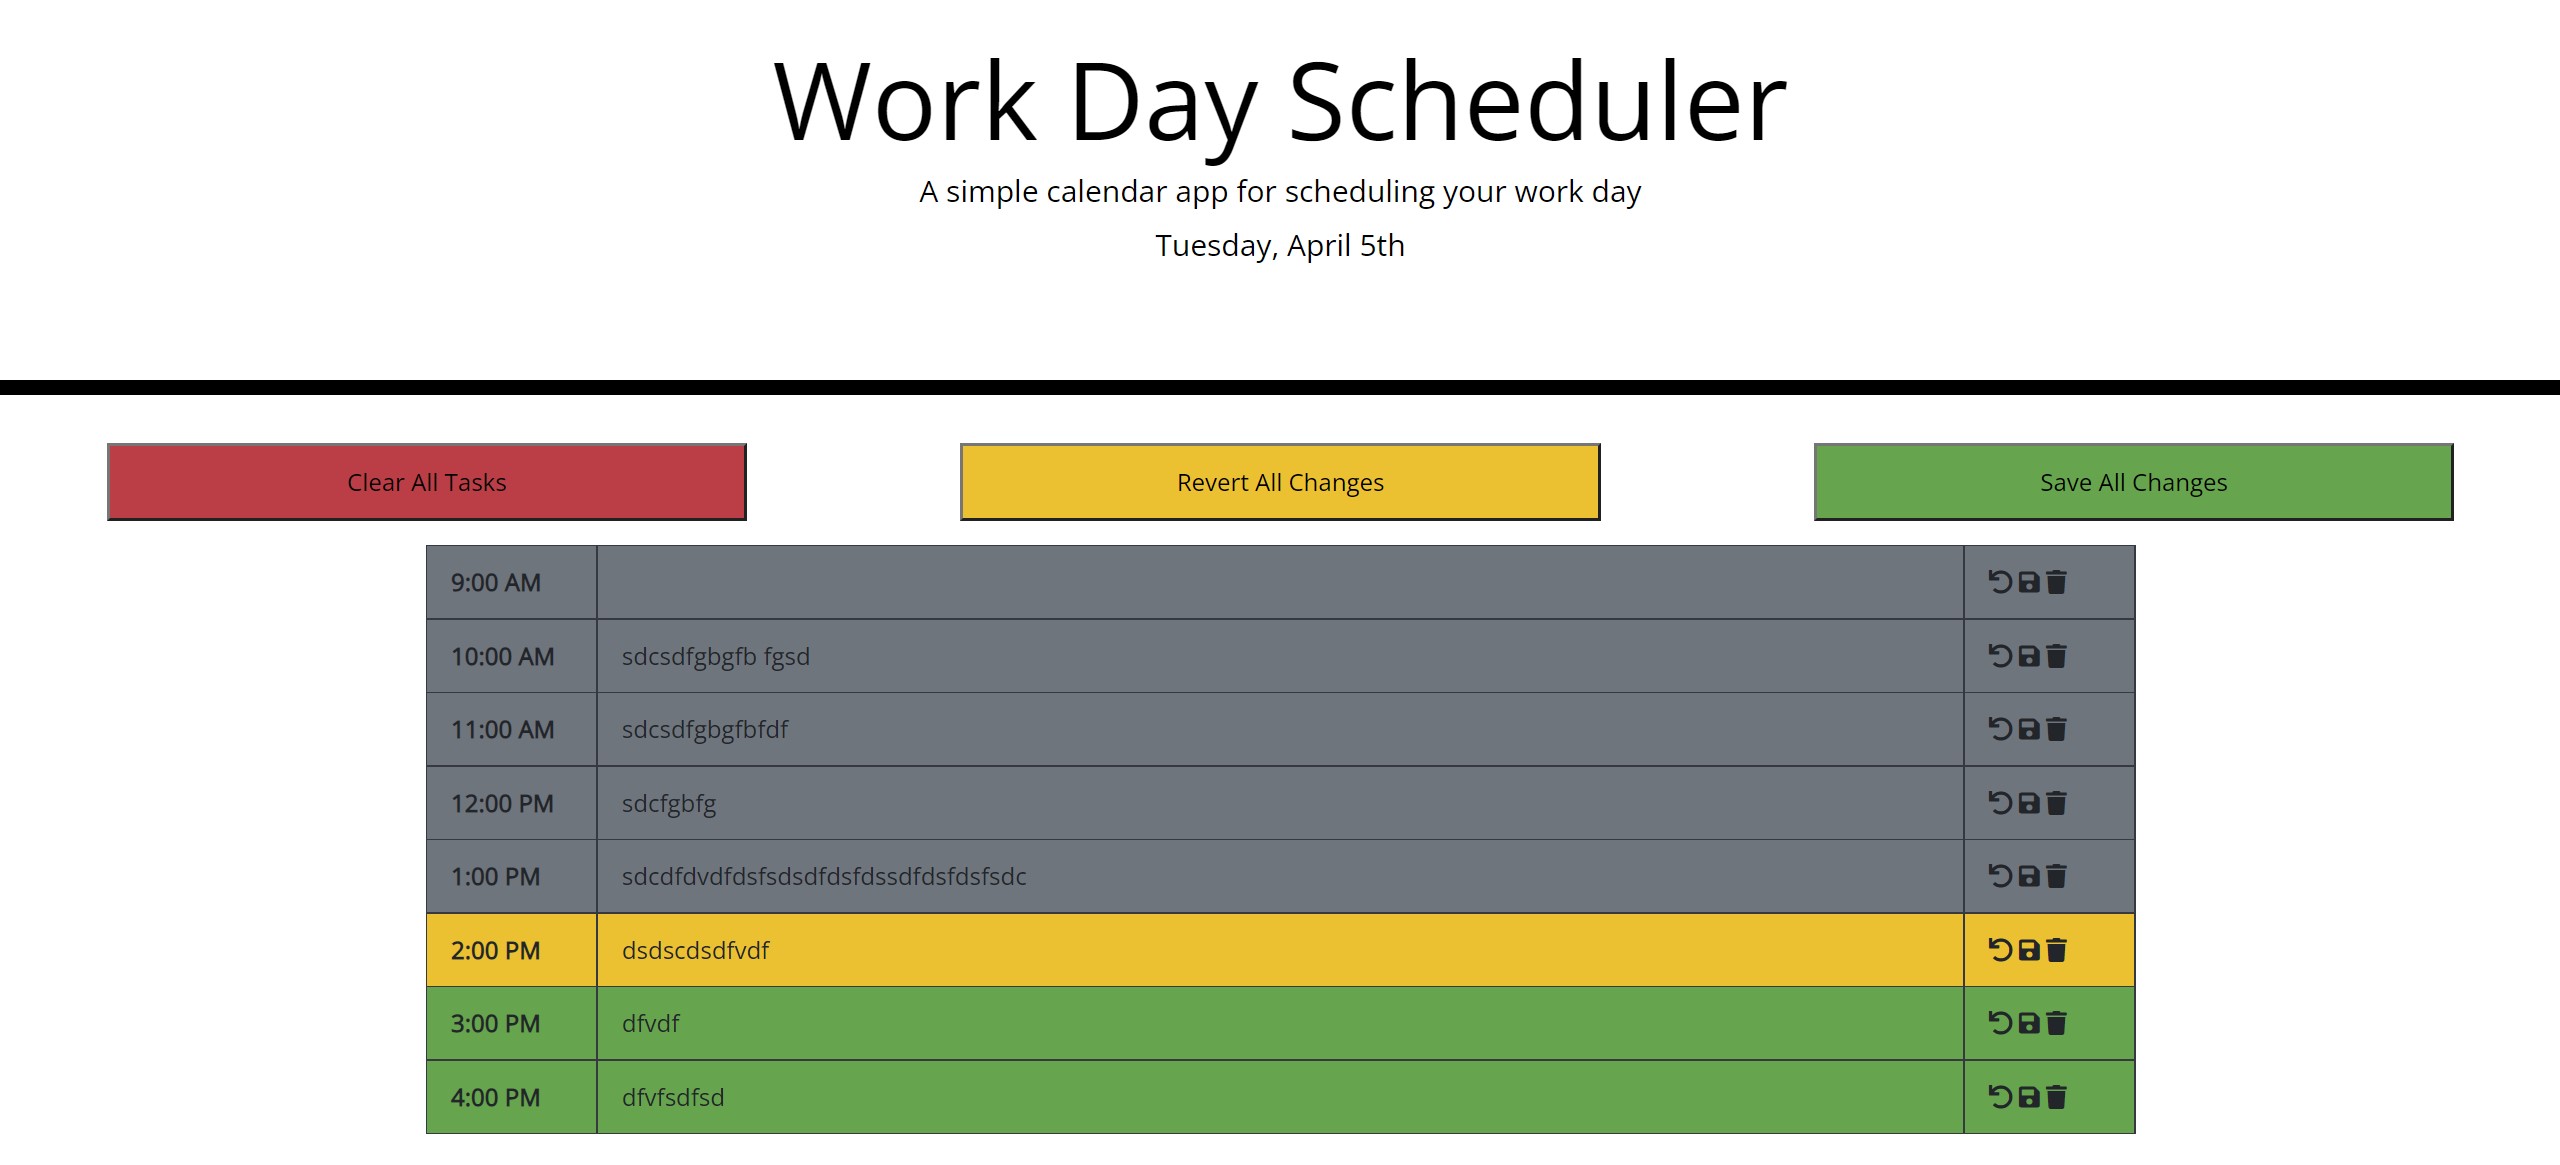 Work Day Scheduler
A simple calendar app for scheduling your work day
Tuesday, April 5th
Clear All Tasks
Revert All Changes
Save All Changes
9:00 AM
10:00 AM sdcsdfgbgfb fgsd
11:00 AM sdcsdfgbgfbfdf
12:00 PM sdcfgbfg
1:00 PM sdcdfdvdfdsfsdsdfdsfdssdfdsfdsfsdc
2:00 PM dsdscdsdfvdf
3:00 PM dfvdf
4:00 PM dfvfsdfsd